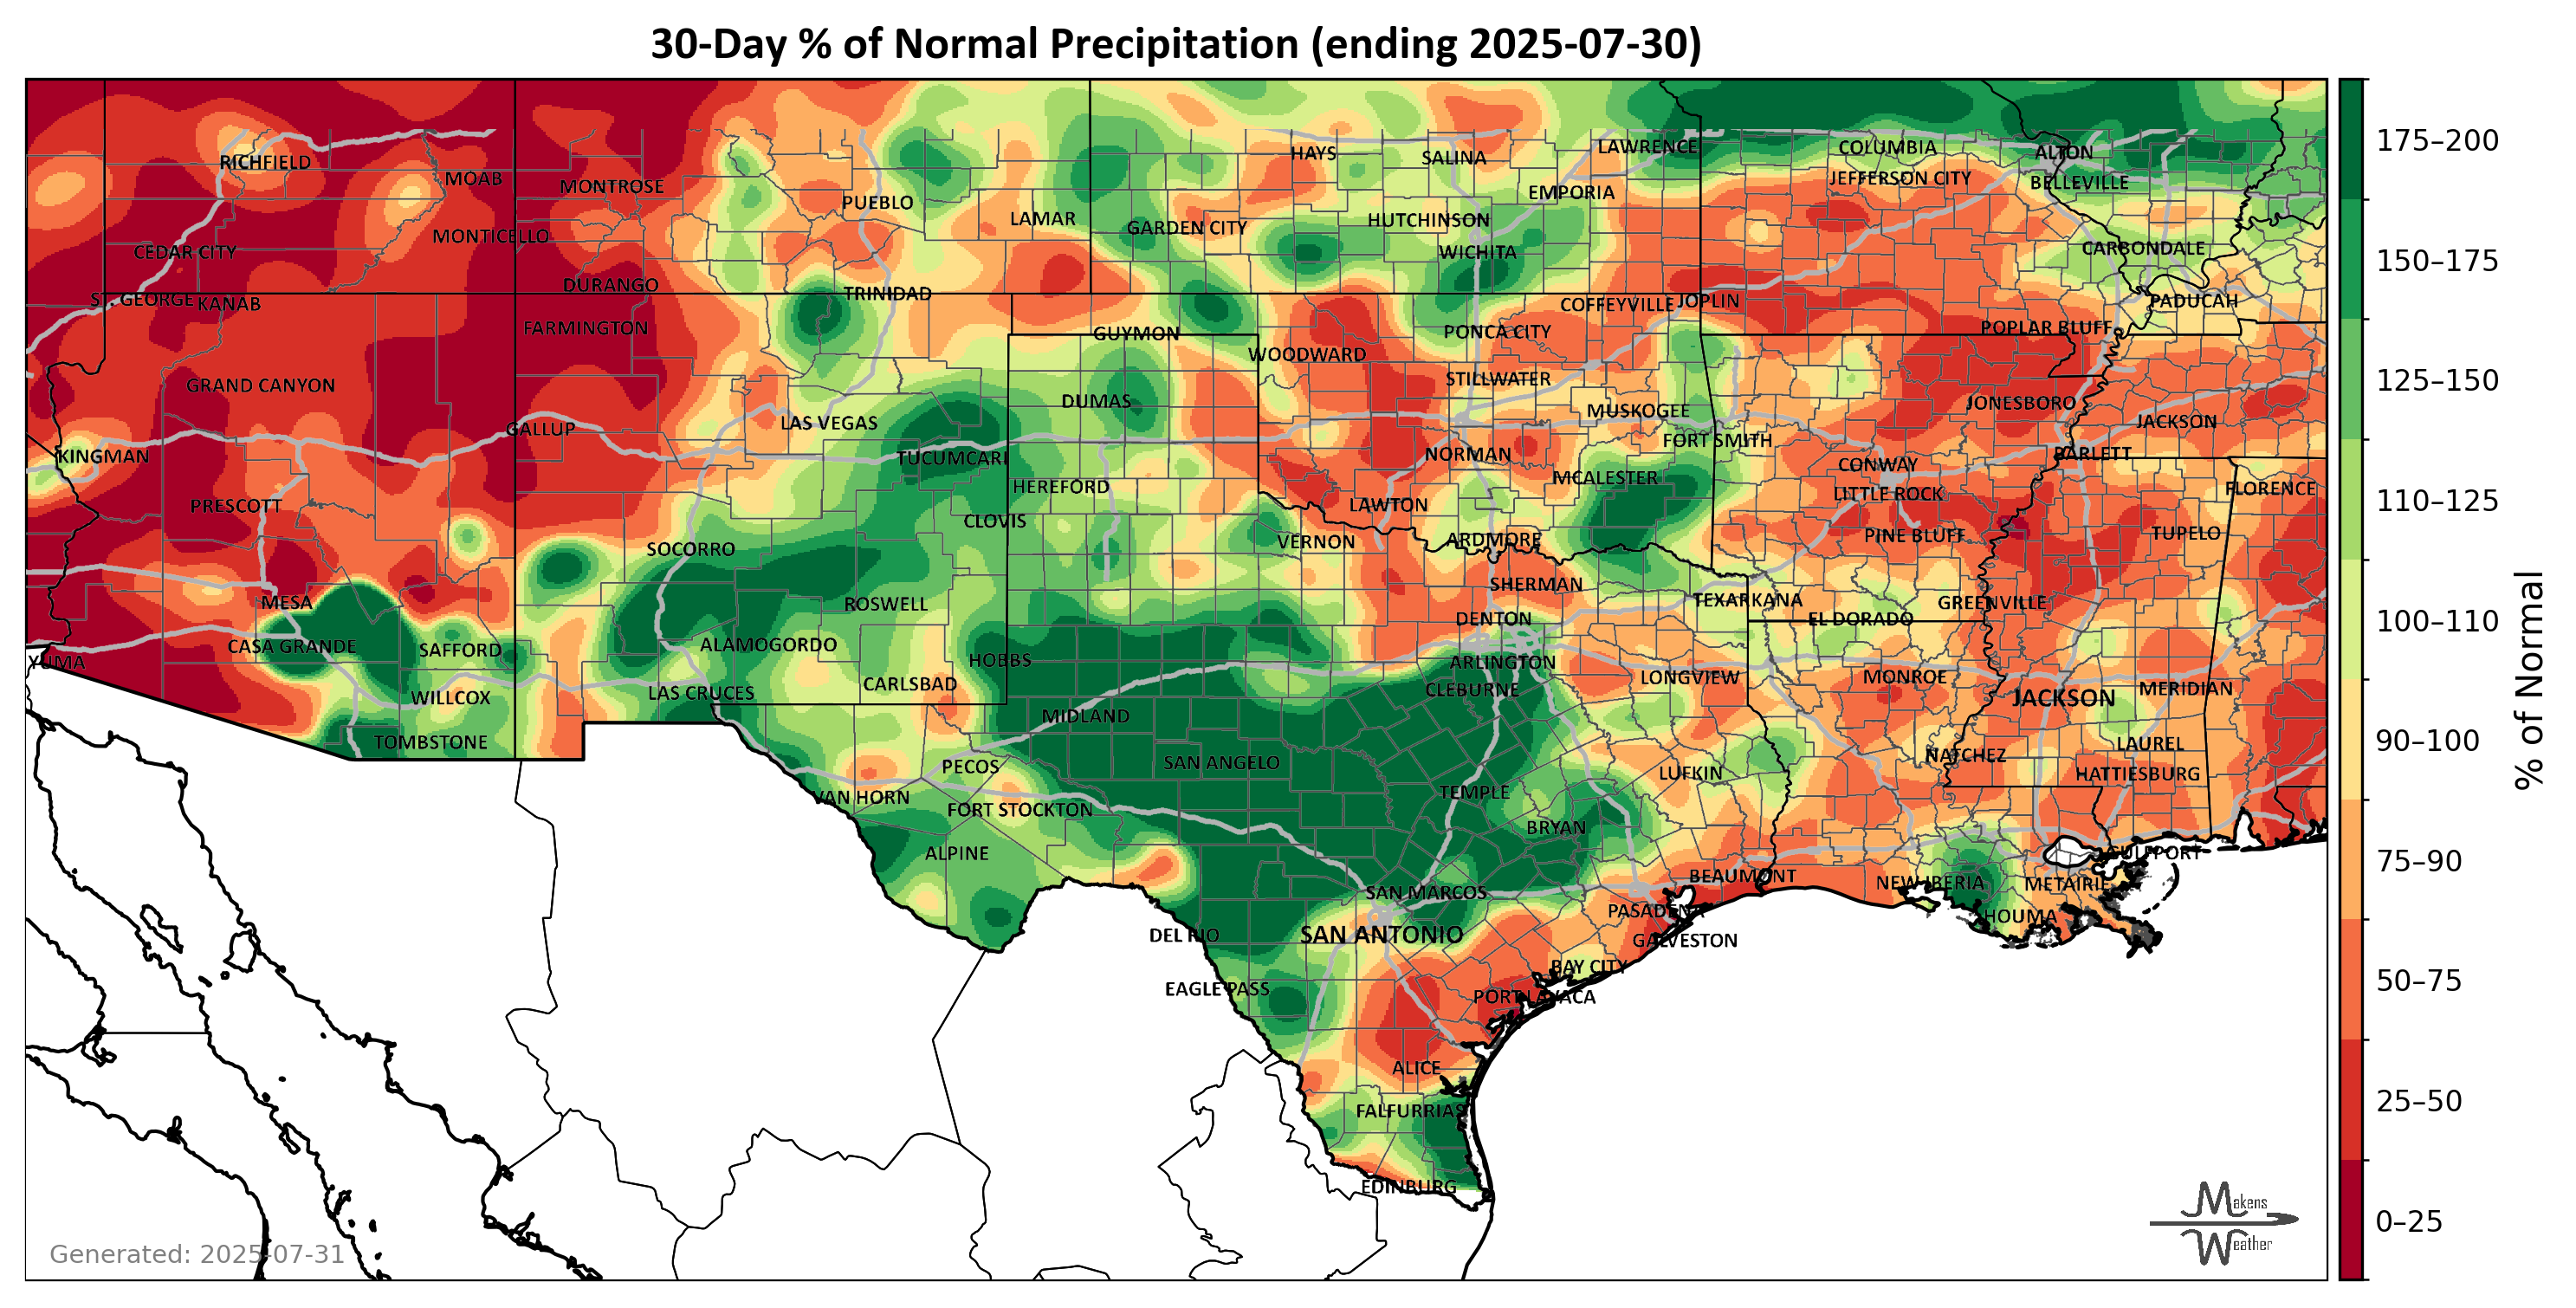 30-Day % of Normal Precipitation (ending 2025-07-30)
RICHFIELD
MOAB
MONTROSE
PUEBLO
LAMAR
HAYS
SALINA
LAWRENCE
COLUMBIA
ALTON
JEFFERSON CITY
BELLEVILLE
EMPORIA
GARDEN CITY
HUTCHINSON
CEDAR CITY
MONTICELLO
WICHITA
CARBONDALE
ST. GEORGE
KANAB
DURANGO
TRINIDAD
COFFEYVILLE
JOPLIN
PADUCAH
FARMINGTON
GUYMON
PONCA CITY
POPLAR BLUFF
WOODWARD
GRAND CANYON
STILLWATER
DUMAS
JONESBORO
LAS VEGAS
MUSKOGEE
JACKSON
GALLUP
FORT SMITH
KINGMAN
TUCUMCARI
NORMAN
CONWAY
BARLETT
HEREFORD
MCALESTER
LITTLE ROCK
FLORENCE
PRESCOTT
LAWTON
CLOVIS
SOCORRO
VERNON
ARDMORE
PINE BLUFF
TUPELO
MESA
ROSWELL
SHERMAN
TEXARKANA
GREENVILLE
DENTON
EL DORADO
CASA GRANDE
SAFFORD
ALAMOGORDO
YUMA
HOBBS
ARLINGTON
WILLCOX
LAS CRUCES
CARLSBAD
CLEBURNE
LONGVIEW
MONROE
JACKSON
MERIDIAN
MIDLAND
TOMBSTONE
PECOS
SAN ANGELO
NATCHEZ
LAUREL
LUFKIN
HATTIESBURG
VAN HORN
FORT STOCKTON
TEMPLE
BRYAN
ALPINE
GULFPORT
SAN MARCOS
BEAUMONT
NEW IBERIA
METAIRIE
PASADENA
HOUMA
DEL RIO
SAN ANTONIO
GALVESTON
BAY CITY
EAGLE PASS
PORT LAVACA
ALICE
FALFURRIAS
EDINBURG
Generated: 2025-07-31
Makens
Weather
175–200
150–175
125–150
110–125
100–110
90–100
75–90
50–75
25–50
0–25
% of Normal